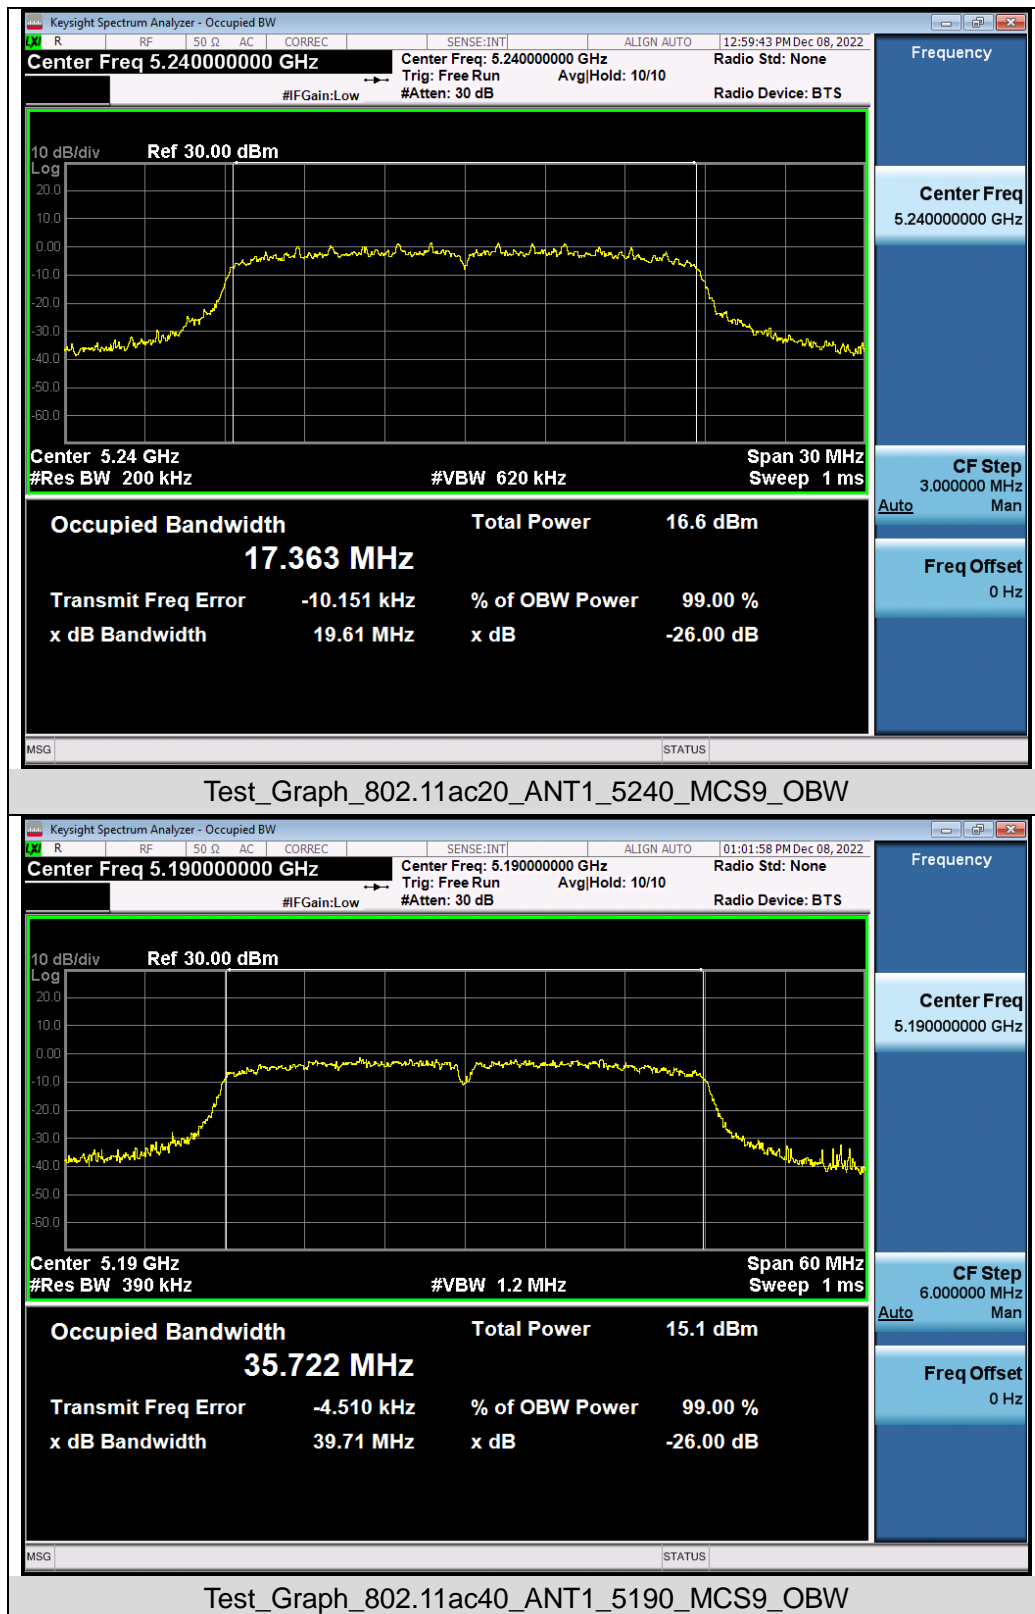 Keysight Spectrum Analyzer - Occupied BW
LXI R RF 50 Ω AC CORREC SENSE:INT ALIGN AUTO 12:59:43 PM Dec 08, 2022
Center Freq 5.240000000 GHz
Center Freq: 5.240000000 GHz
Radio Std: None
Trig: Free Run Avg|Hold: 10/10
#IFGain:Low
#Atten: 30 dB
Radio Device: BTS
Frequency
10 dB/div Ref 30.00 dBm
Log
20.0
10.0
0.00
-10.0
-20.0
-30.0
-40.0
-50.0
-60.0
Center 5.24 GHz
Span 30 MHz
#Res BW 200 kHz
#VBW 620 kHz
Sweep 1 ms
Center Freq
5.240000000 GHz
CF Step
3.000000 MHz
Auto Man
Freq Offset
0 Hz
Occupied Bandwidth
Total Power 16.6 dBm
17.363 MHz
Transmit Freq Error -10.151 kHz
% of OBW Power 99.00 %
x dB Bandwidth 19.61 MHz
x dB -26.00 dB
MSG STATUS
Test_Graph_802.11ac20_ANT1_5240_MCS9_OBW
Keysight Spectrum Analyzer - Occupied BW
LXI R RF 50 Ω AC CORREC SENSE:INT ALIGN AUTO 01:01:58 PM Dec 08, 2022
Center Freq 5.190000000 GHz
Center Freq: 5.190000000 GHz
Radio Std: None
Trig: Free Run Avg|Hold: 10/10
#IFGain:Low
#Atten: 30 dB
Radio Device: BTS
Frequency
10 dB/div Ref 30.00 dBm
Log
20.0
10.0
0.00
-10.0
-20.0
-30.0
-40.0
-50.0
-60.0
Center 5.19 GHz
Span 60 MHz
#Res BW 390 kHz
#VBW 1.2 MHz
Sweep 1 ms
Center Freq
5.190000000 GHz
CF Step
6.000000 MHz
Auto Man
Freq Offset
0 Hz
Occupied Bandwidth
Total Power 15.1 dBm
35.722 MHz
Transmit Freq Error -4.510 kHz
% of OBW Power 99.00 %
x dB Bandwidth 39.71 MHz
x dB -26.00 dB
MSG STATUS
Test_Graph_802.11ac40_ANT1_5190_MCS9_OBW